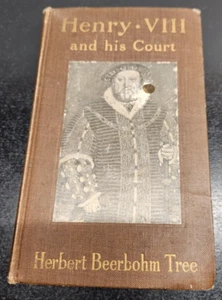 Henry · VIII
and his Court
Herbert Beerbohm Tree